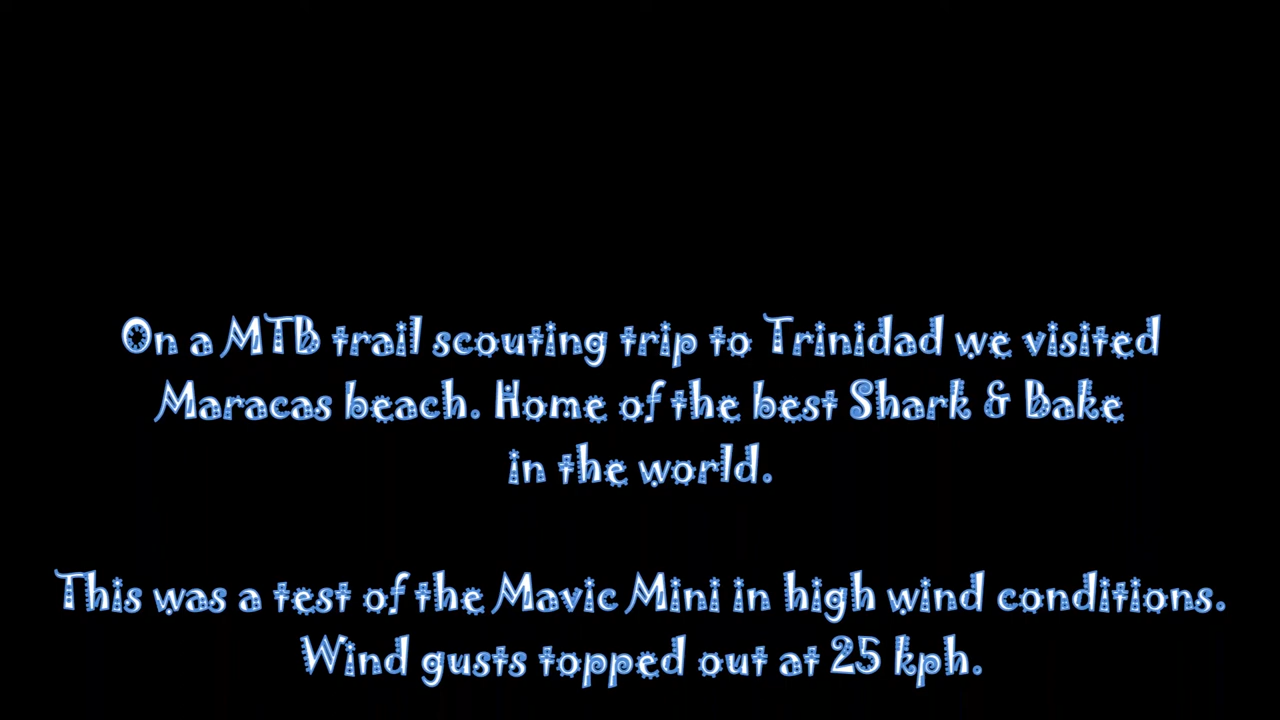 On a MTB trail scouting trip to Trinidad we visited
Maracas beach. Home of the best Shark & Bake
in the world.
This was a test of the Mavic Mini in high wind conditions.
Wind gusts topped out at 25 kph.